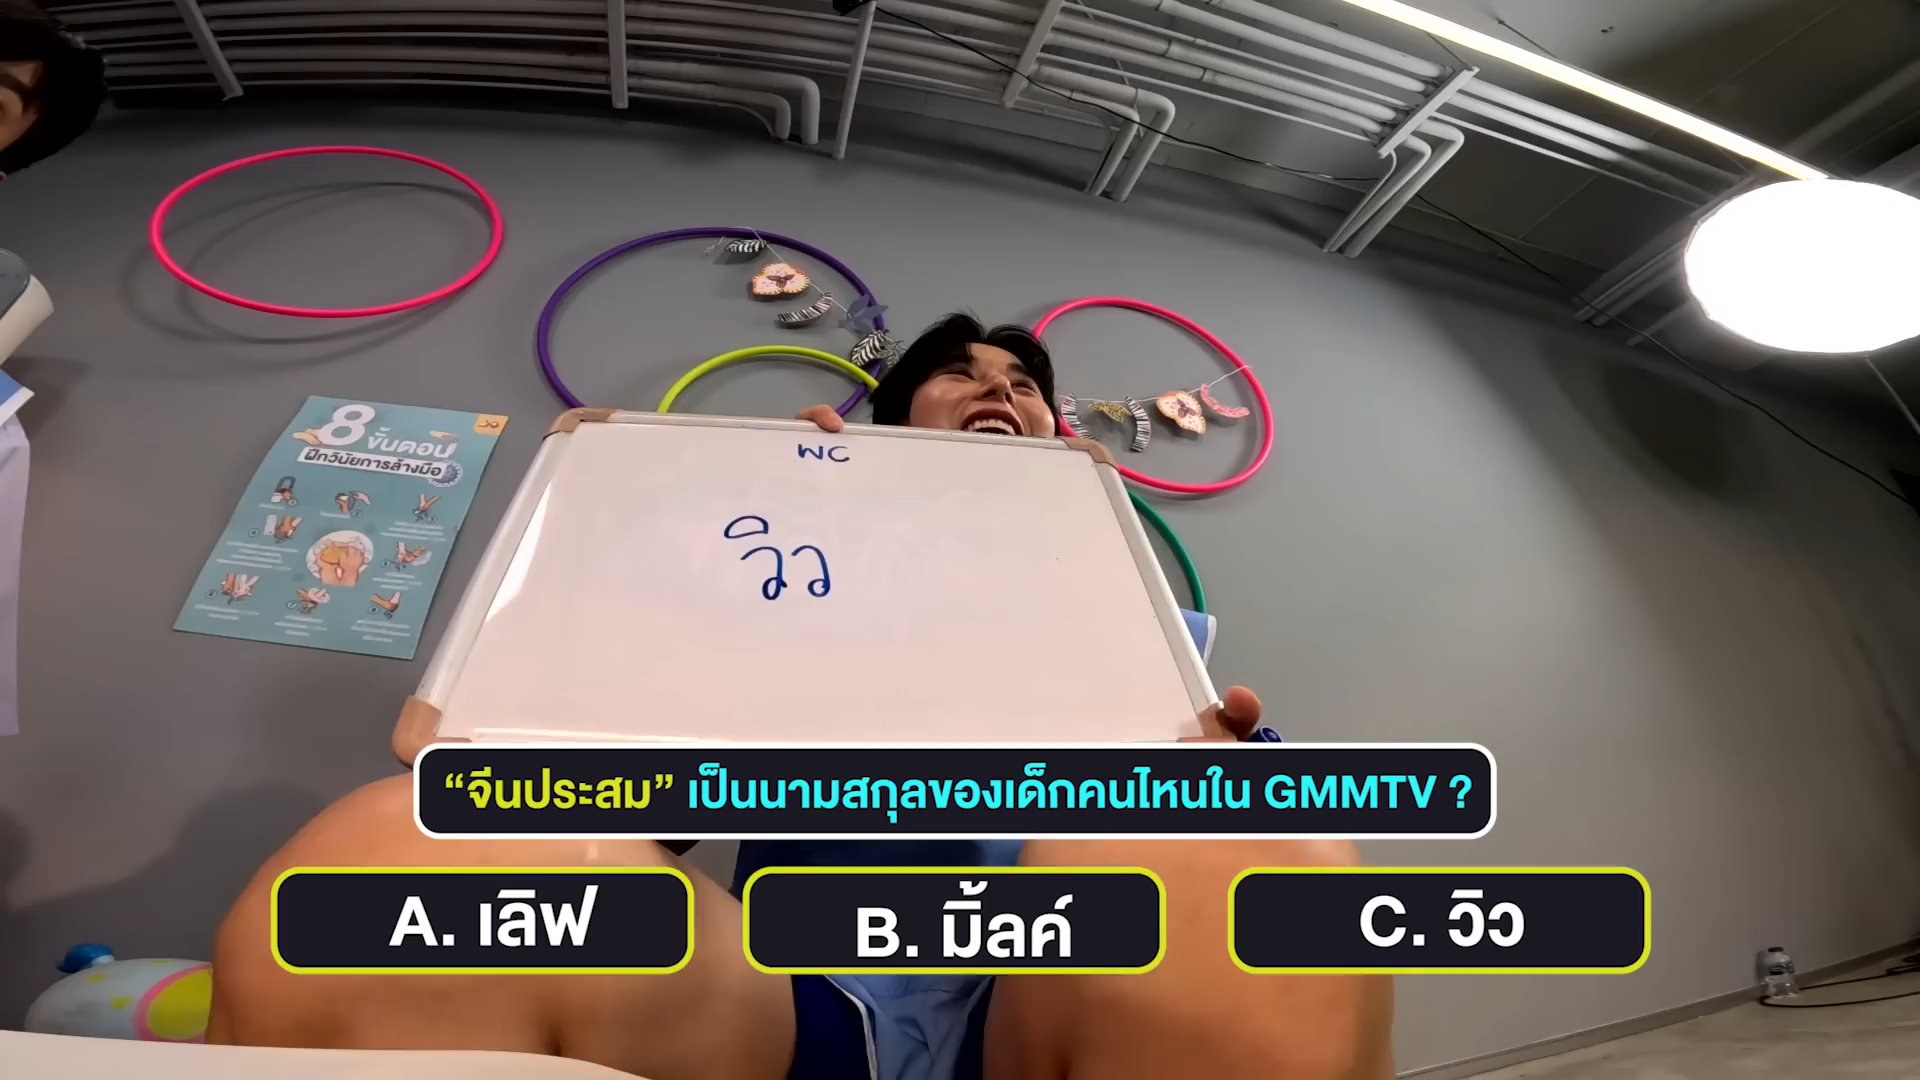 8 ขั้นตอน
ฝึกวินัยการล้างมือ
WC
วิว
“จีนประสม” เป็นนามสกุลของเด็กคนไหนใน GMMTV ?
A. เลิฟ
B. มิ้ลค์
C. วิว